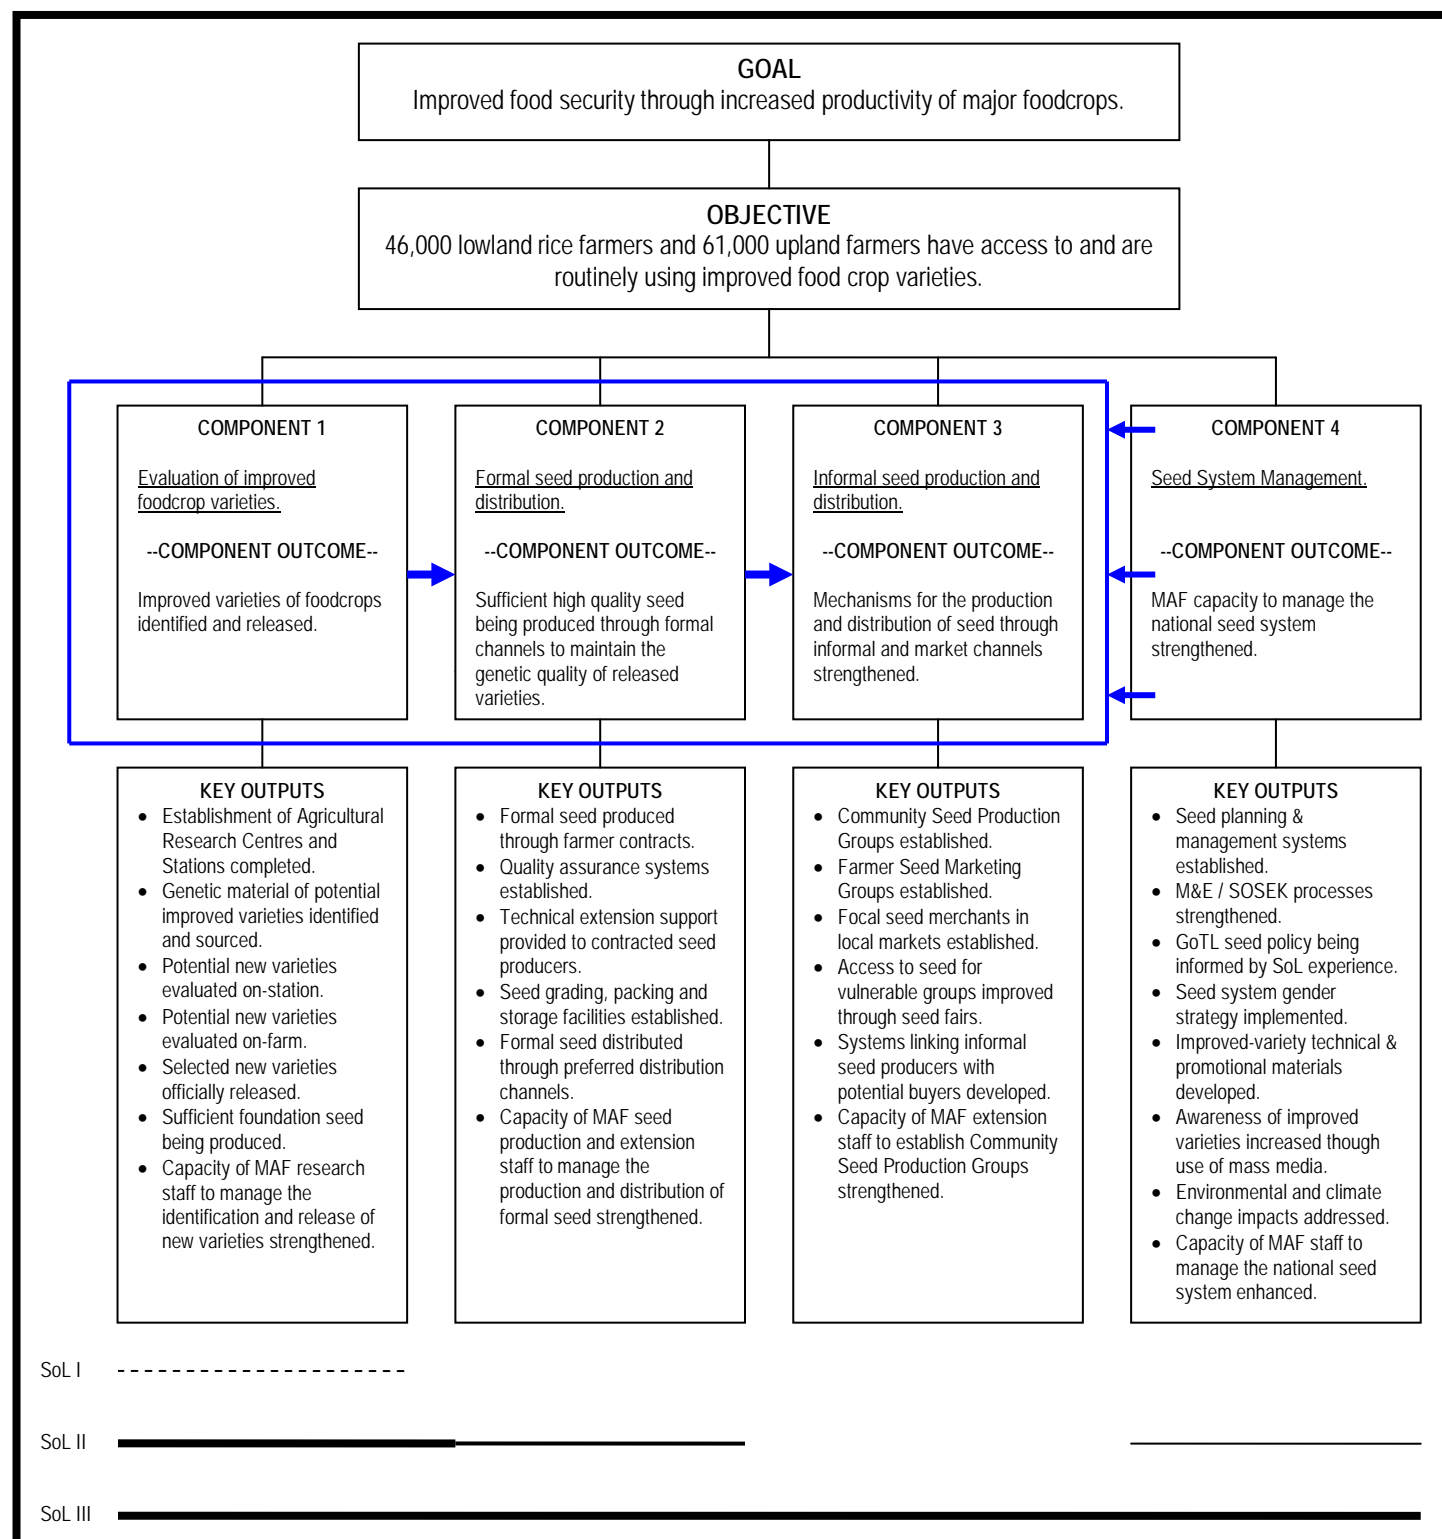 GOAL
Improved food security through increased productivity of major foodcrops.
OBJECTIVE
46,000 lowland rice farmers and 61,000 upland farmers have access to and are
routinely using improved food crop varieties.
COMPONENT 1
Evaluation of improved
foodcrop varieties.
--COMPONENT OUTCOME--
Improved varieties of foodcrops
identified and released.
COMPONENT 2
Formal seed production and
distribution.
--COMPONENT OUTCOME--
Sufficient high quality seed
being produced through formal
channels to maintain the
genetic quality of released
varieties.
COMPONENT 3
Informal seed production and
distribution.
--COMPONENT OUTCOME--
Mechanisms for the production
and distribution of seed through
informal and market channels
strengthened.
COMPONENT 4
Seed System Management.
--COMPONENT OUTCOME--
MAF capacity to manage the
national seed system
strengthened.
KEY OUTPUTS
• Establishment of Agricultural
Research Centres and
Stations completed.
• Genetic material of potential
improved varieties identified
and sourced.
• Potential new varieties
evaluated on-station.
• Potential new varieties
evaluated on-farm.
• Selected new varieties
officially released.
• Sufficient foundation seed
being produced.
• Capacity of MAF research
staff to manage the
identification and release of
new varieties strengthened.
KEY OUTPUTS
• Formal seed produced
through farmer contracts.
• Quality assurance systems
established.
• Technical extension support
provided to contracted seed
producers.
• Seed grading, packing and
storage facilities established.
• Formal seed distributed
through preferred distribution
channels.
• Capacity of MAF seed
production and extension
staff to manage the
production and distribution of
formal seed strengthened.
KEY OUTPUTS
• Community Seed Production
Groups established.
• Farmer Seed Marketing
Groups established.
• Focal seed merchants in
local markets established.
• Access to seed for
vulnerable groups improved
through seed fairs.
• Systems linking informal
seed producers with
potential buyers developed.
• Capacity of MAF extension
staff to establish Community
Seed Production Groups
strengthened.
KEY OUTPUTS
• Seed planning &
management systems
established.
• M&E / SOSEK processes
strengthened.
• GoTL seed policy being
informed by SoL experience.
• Seed system gender
strategy implemented.
• Improved-variety technical &
promotional materials
developed.
• Awareness of improved
varieties increased though
use of mass media.
• Environmental and climate
change impacts addressed.
• Capacity of MAF staff to
manage the national seed
system enhanced.
SoL I
SoL II
SoL III